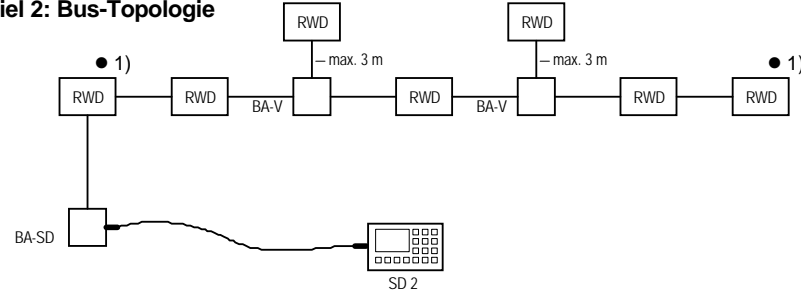 iel 2: Bus-Topologie
RWD RWD
max. 3 m max. 3 m
● 1) ● 1)
RWD RWD BA-V RWD BA-V RWD RWD
BA-SD
SD 2